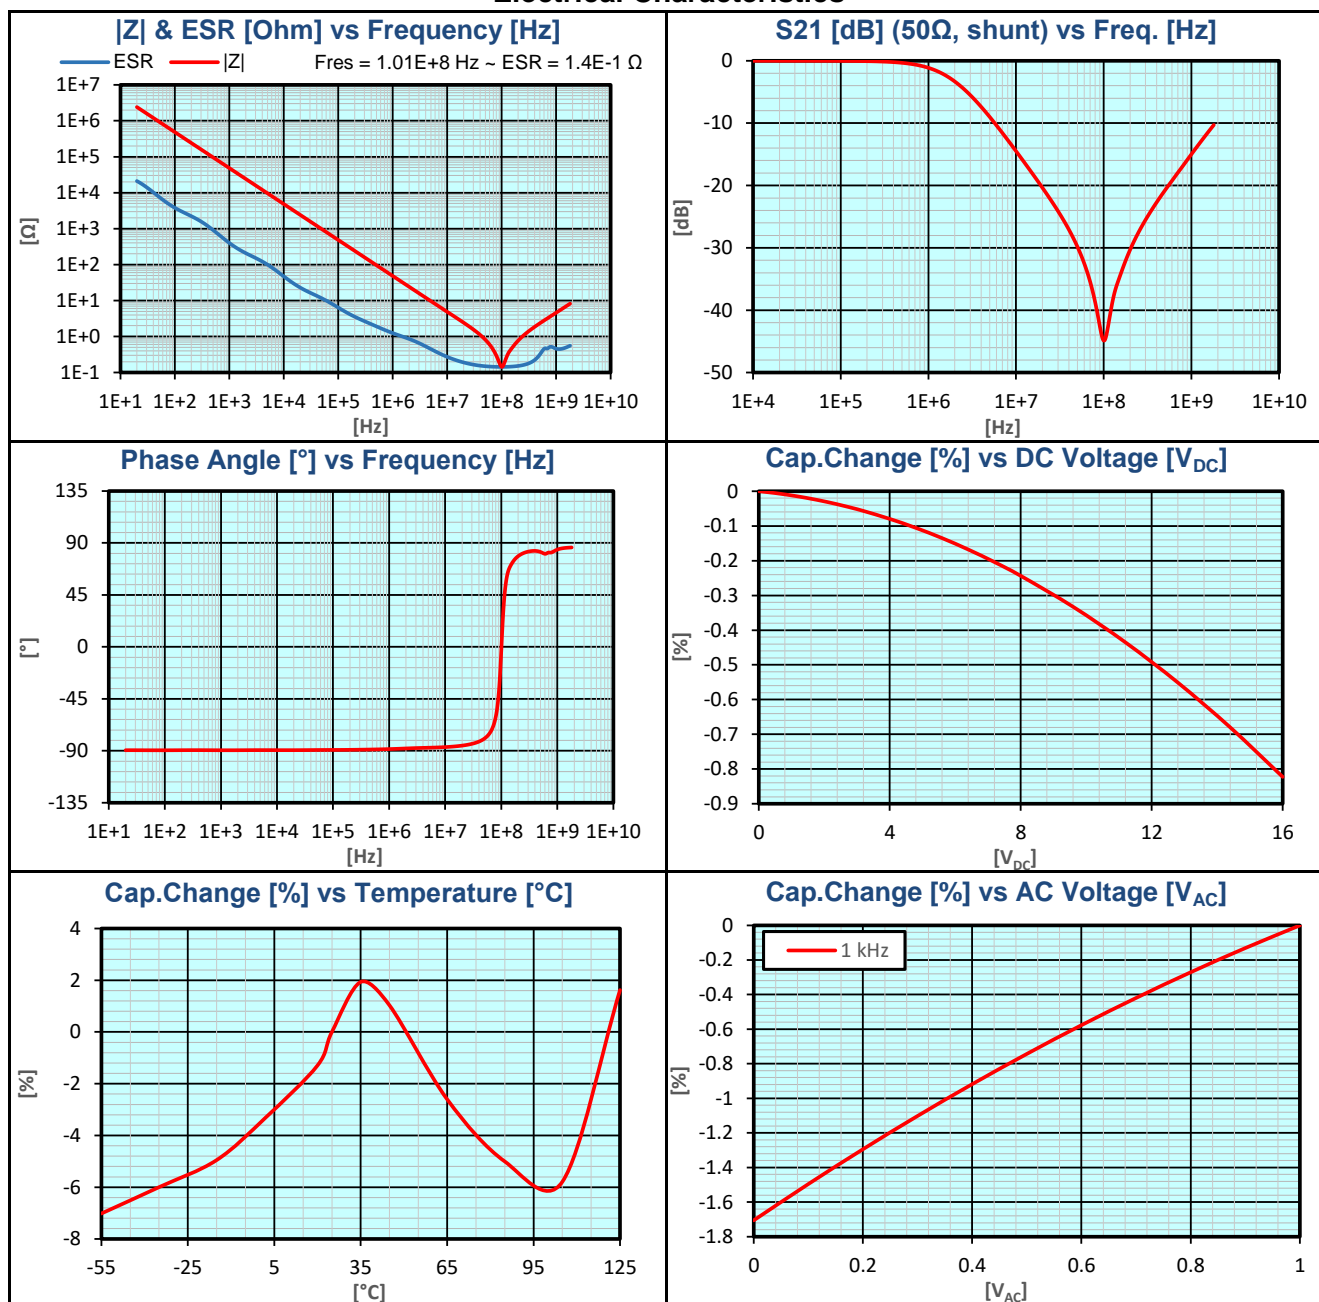 |Z| & ESR [Ohm] vs Frequency [Hz]
ESR |Z| Fres = 1.01E+8 Hz ~ ESR = 1.4E-1 Ω
1E+7
1E+6
1E+5
1E+4
1E+3
1E+2
1E+1
1E+0
1E-1
[Ω]
1E+1 1E+2 1E+3 1E+4 1E+5 1E+6 1E+7 1E+8 1E+9 1E+10
[Hz]
S21 [dB] (50Ω, shunt) vs Freq. [Hz]
0
-10
-20
-30
-40
-50
[dB]
1E+4 1E+5 1E+6 1E+7 1E+8 1E+9 1E+10
[Hz]
Phase Angle [°] vs Frequency [Hz]
135
90
45
0
-45
-90
-135
[°]
1E+1 1E+2 1E+3 1E+4 1E+5 1E+6 1E+7 1E+8 1E+9 1E+10
[Hz]
Cap.Change [%] vs DC Voltage [VDC]
0
-0.1
-0.2
-0.3
-0.4
-0.5
-0.6
-0.7
-0.8
-0.9
[%]
0 4 8 12 16
[VDC]
Cap.Change [%] vs Temperature [°C]
4
2
0
-2
-4
-6
-8
[%]
-55 -25 5 35 65 95 125
[°C]
Cap.Change [%] vs AC Voltage [VAC]
1 kHz
0
-0.2
-0.4
-0.6
-0.8
-1
-1.2
-1.4
-1.6
-1.8
[%]
0 0.2 0.4 0.6 0.8 1
[VAC]